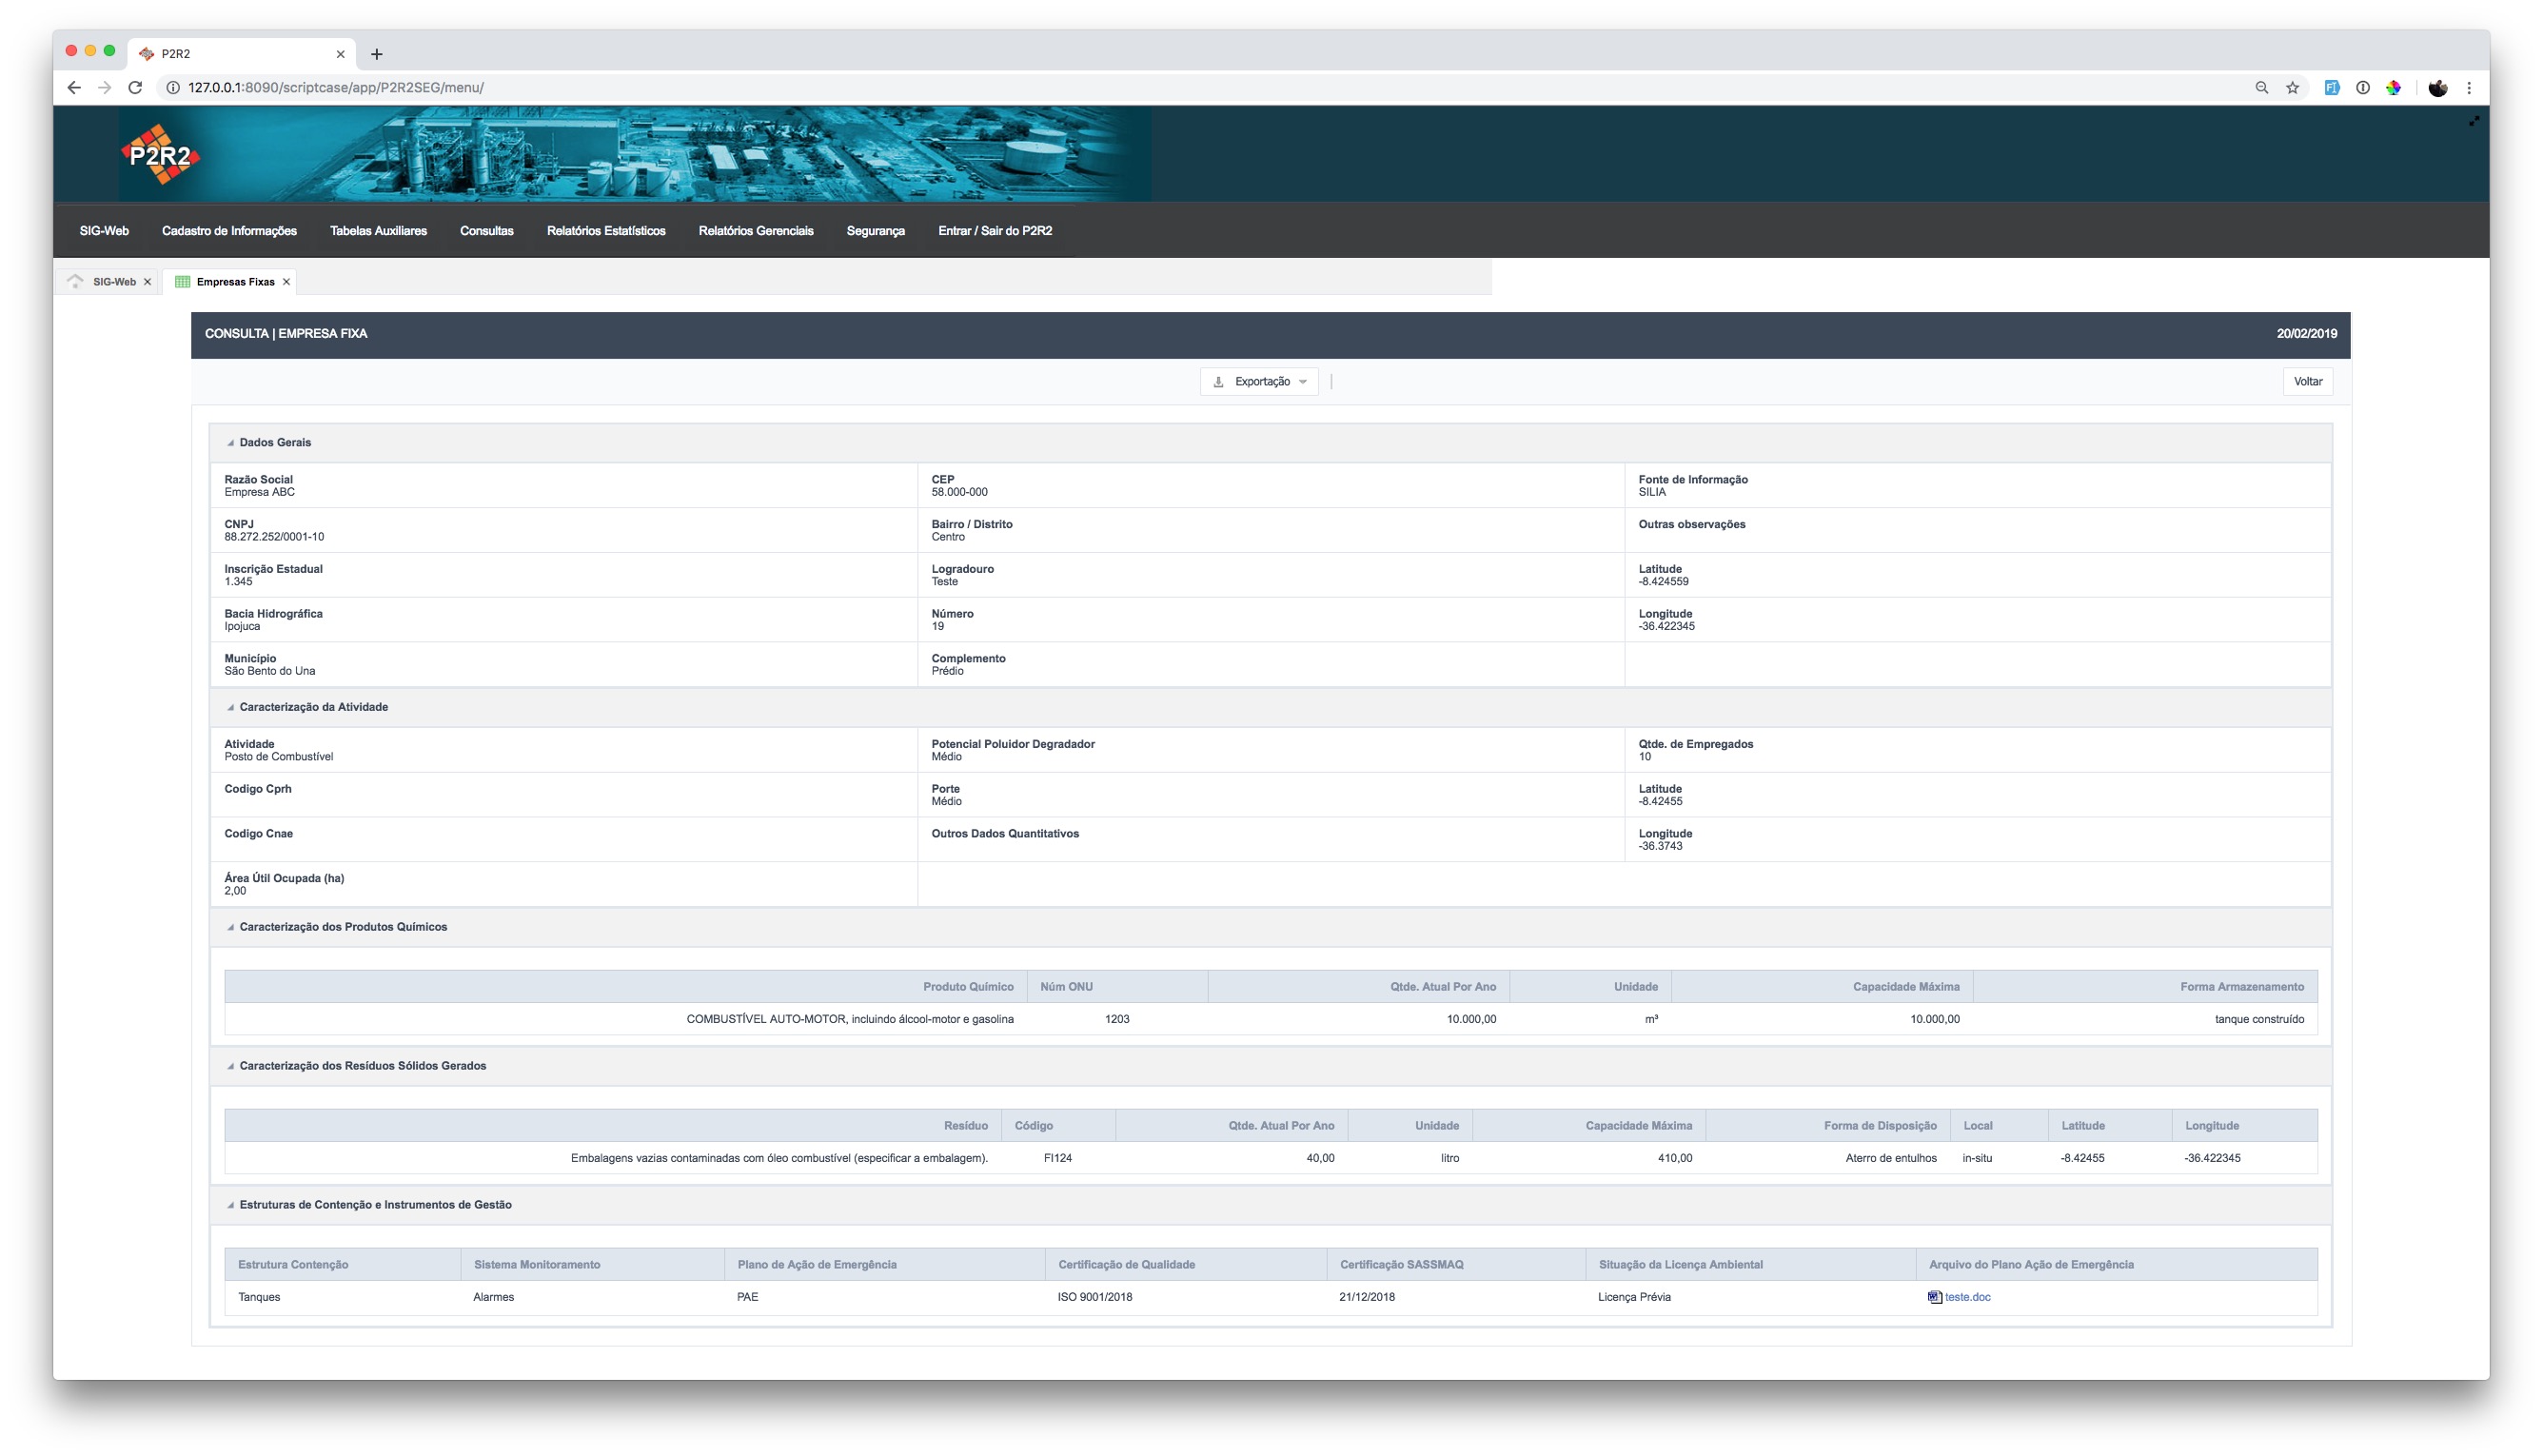 P2R2
127.0.0.1:8090/scriptcase/app/P2R2SEG/menu/
P2R2
SIG-Web Cadastro de Informações Tabelas Auxiliares Consultas Relatórios Estatísticos Relatórios Gerenciais Segurança Entrar / Sair do P2R2
SIG-Web Empresas Fixas
CONSULTA | EMPRESA FIXA 20/02/2019
Exportação Voltar
Dados Gerais
Razão Social CEP Fonte de Informação
Empresa ABC 58.000-000 SILIA
CNPJ Bairro / Distrito Outras observações
88.272.252/0001-10 Centro
Inscrição Estadual Logradouro Latitude
1.345 Teste -8.424559
Bacia Hidrográfica Número Longitude
Ipojuca 19 -36.422345
Município Complemento
São Bento do Una Prédio
Caracterização da Atividade
Atividade Potencial Poluidor Degradador Qtde. de Empregados
Posto de Combustível Médio 10
Codigo Cprh Porte Latitude
Médio -8.42455
Codigo Cnae Outros Dados Quantitativos Longitude
-36.3743
Área Útil Ocupada (ha)
2,00
Caracterização dos Produtos Químicos
Produto Químico Núm ONU Qtde. Atual Por Ano Unidade Capacidade Máxima Forma Armazenamento
COMBUSTÍVEL AUTO-MOTOR, incluindo álcool-motor e gasolina 1203 10.000,00 m³ 10.000,00 tanque construído
Caracterização dos Resíduos Sólidos Gerados
Resíduo Código Qtde. Atual Por Ano Unidade Capacidade Máxima Forma de Disposição Local Latitude Longitude
Embalagens vazias contaminadas com óleo combustível (especificar a embalagem). FI124 40,00 litro 410,00 Aterro de entulhos in-situ -8.42455 -36.422345
Estruturas de Contenção e Instrumentos de Gestão
Estrutura Contenção Sistema Monitoramento Plano de Ação de Emergência Certificação de Qualidade Certificação SASSMAQ Situação da Licença Ambiental Arquivo do Plano Ação de Emergência
Tanques Alarmes PAE ISO 9001/2018 21/12/2018 Licença Prévia teste.doc